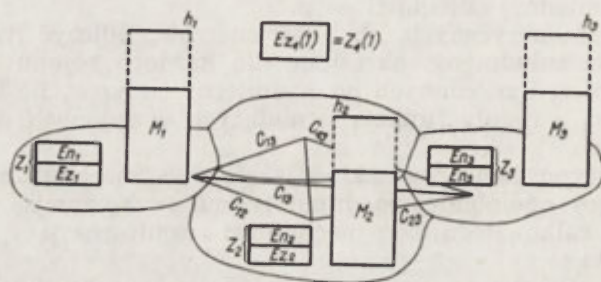 h₁
Ez₄(1) = Z₄(1)
h₃
M₁
h₂
M₃
C₁₃
Z₁ { En₁
Ez₁
En₃ } Z₃
En₃
C₁₂
C₁₃
M₂
C₂₃
Z₂ { En₂
Ez₂